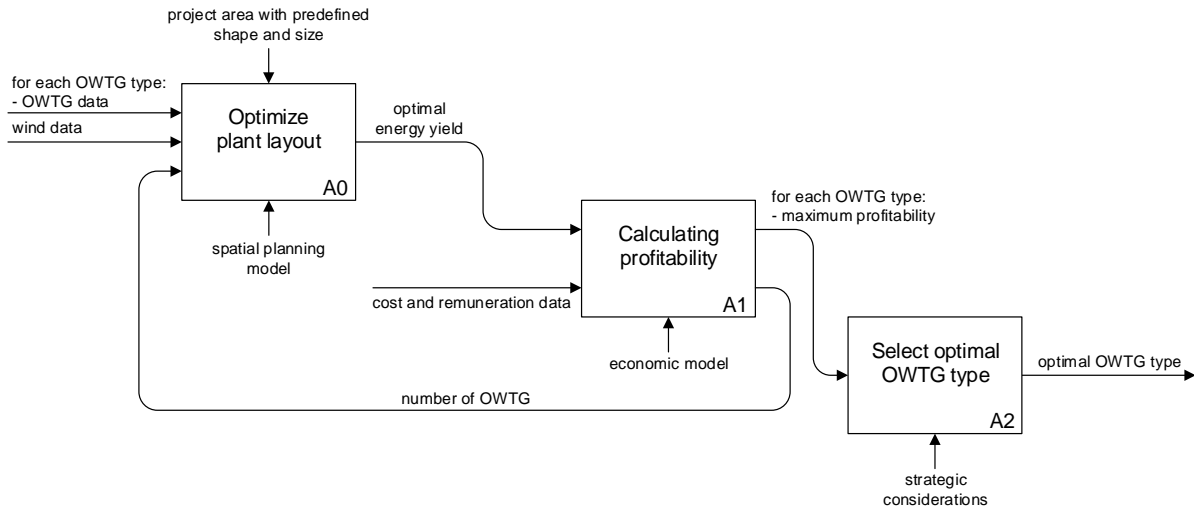 project area with predefined
shape and size
for each OWTG type:
- OWTG data
wind data
Optimize
plant layout
A0
optimal
energy yield
spatial planning
model
for each OWTG type:
- maximum profitability
Calculating
profitability
A1
cost and remuneration data
economic model
number of OWTG
Select optimal
OWTG type
A2
optimal OWTG type
strategic
considerations